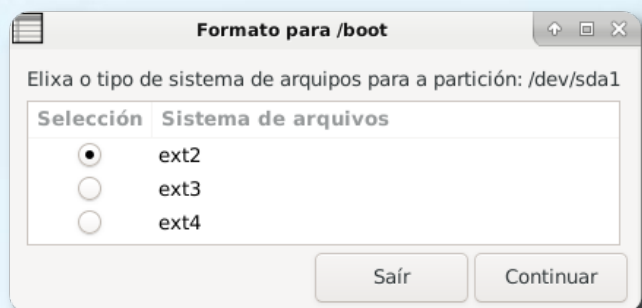 Formato para /boot
Elixa o tipo de sistema de arquipos para a partición: /dev/sda1
Selección Sistema de arquivos
ext2
ext3
ext4
Saír Continuar